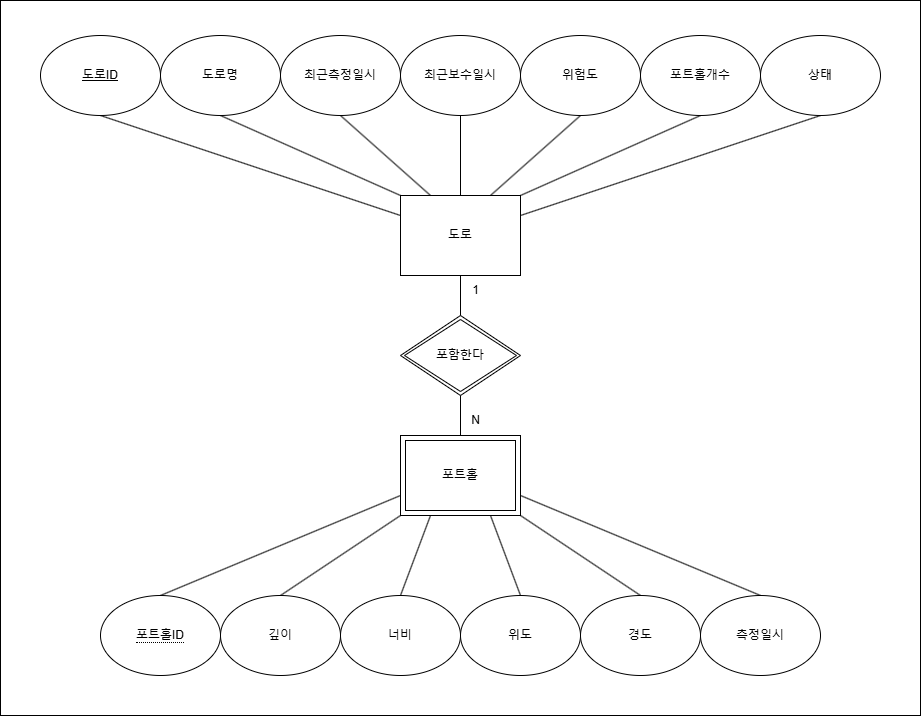 도로ID
도로명
최근측정일시
최근보수일시
위험도
포트홀개수
상태
도로
1
포함한다
N
포트홀
포트홀ID
깊이
너비
위도
경도
측정일시